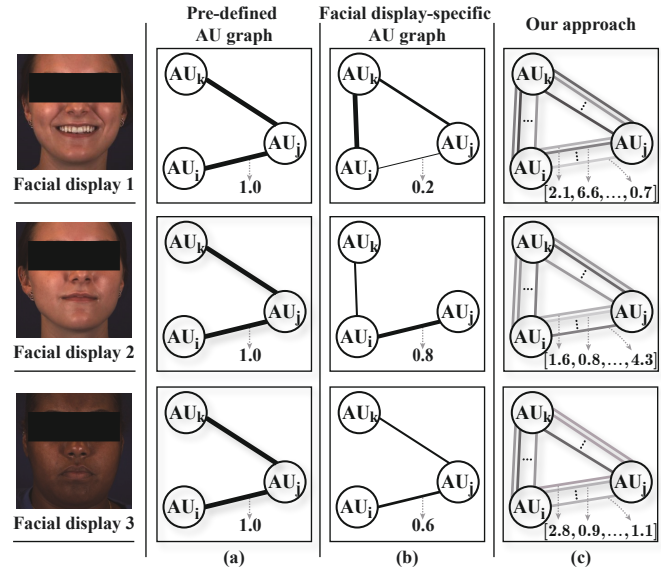 Pre-defined
AU graph
Facial display-specific
AU graph
Our approach
Facial display 1
AUk
AUj
AUi
1.0
AUk
AUj
AUi
0.2
AUk
...
...
AUj
AUi
...
[2.1, 6.6, ..., 0.7]
Facial display 2
AUk
AUj
AUi
1.0
AUk
AUj
AUi
0.8
AUk
...
...
AUj
AUi
...
[1.6, 0.8, ..., 4.3]
Facial display 3
AUk
AUj
AUi
1.0
AUk
AUj
AUi
0.6
AUk
...
...
AUj
AUi
...
[2.8, 0.9, ..., 1.1]
(a)
(b)
(c)